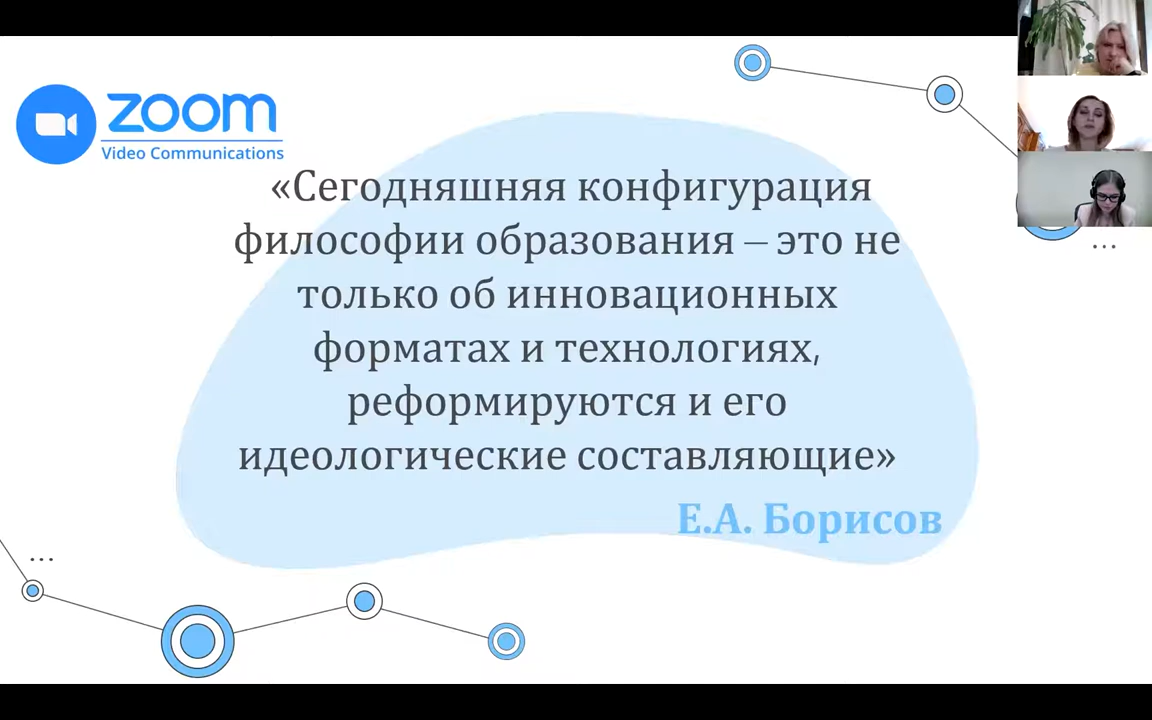 zoom
Video Communications
«Сегодняшняя конфигурация
философии образования – это не
только об инновационных
форматах и технологиях,
реформируются и его
идеологические составляющие»
Е.А. Борисов
...
...